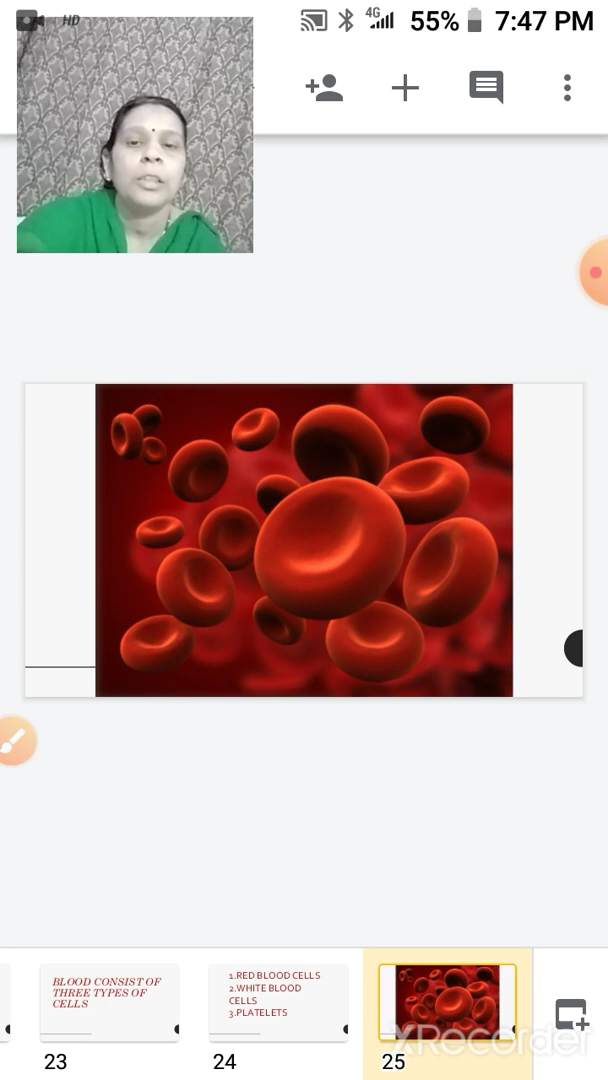 HD 4G 55% 7:47 PM
BLOOD CONSIST OF
THREE TYPES OF
CELLS
23
1.RED BLOOD CELLS
2.WHITE BLOOD
CELLS
3.PLATELETS
24
25
XRecorder